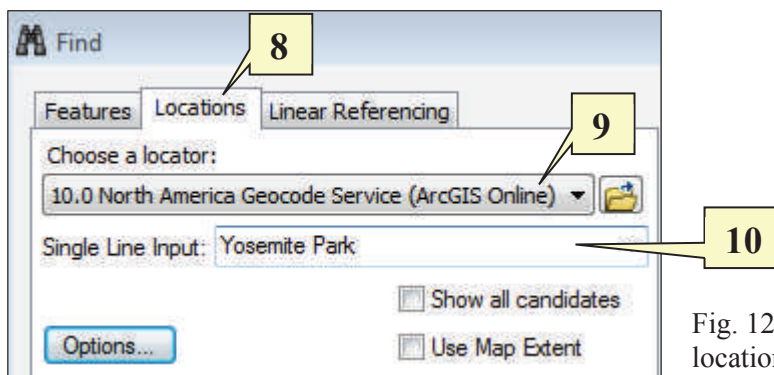 Find
8
Features Locations Linear Referencing
9
Choose a locator:
10.0 North America Geocode Service (ArcGIS Online)
Single Line Input: Yosemite Park
10
Show all candidates
Fig. 12
Options... Use Map Extent
location